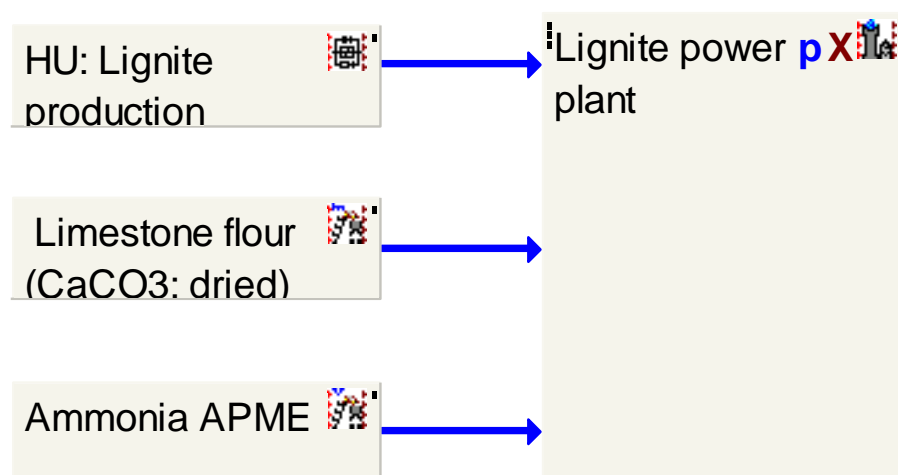 HU: Lignite
production
Lignite power p X
plant
Limestone flour
(CaCO3: dried)
Ammonia APME